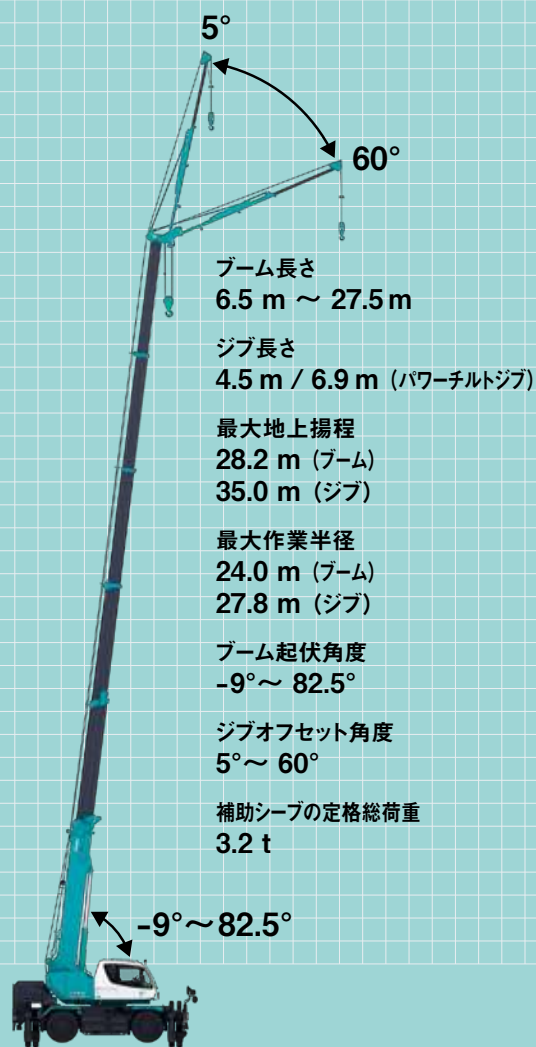 5°
60°
ブーム長さ
6.5 m ～ 27.5 m
ジブ長さ
4.5 m / 6.9 m (パワーチルトジブ)
最大地上揚程
28.2 m (ブーム)
35.0 m (ジブ)
最大作業半径
24.0 m (ブーム)
27.8 m (ジブ)
ブーム起伏角度
-9°～ 82.5°
ジブオフセット角度
5°～ 60°
補助シーブの定格総荷重
3.2 t
-9°～82.5°